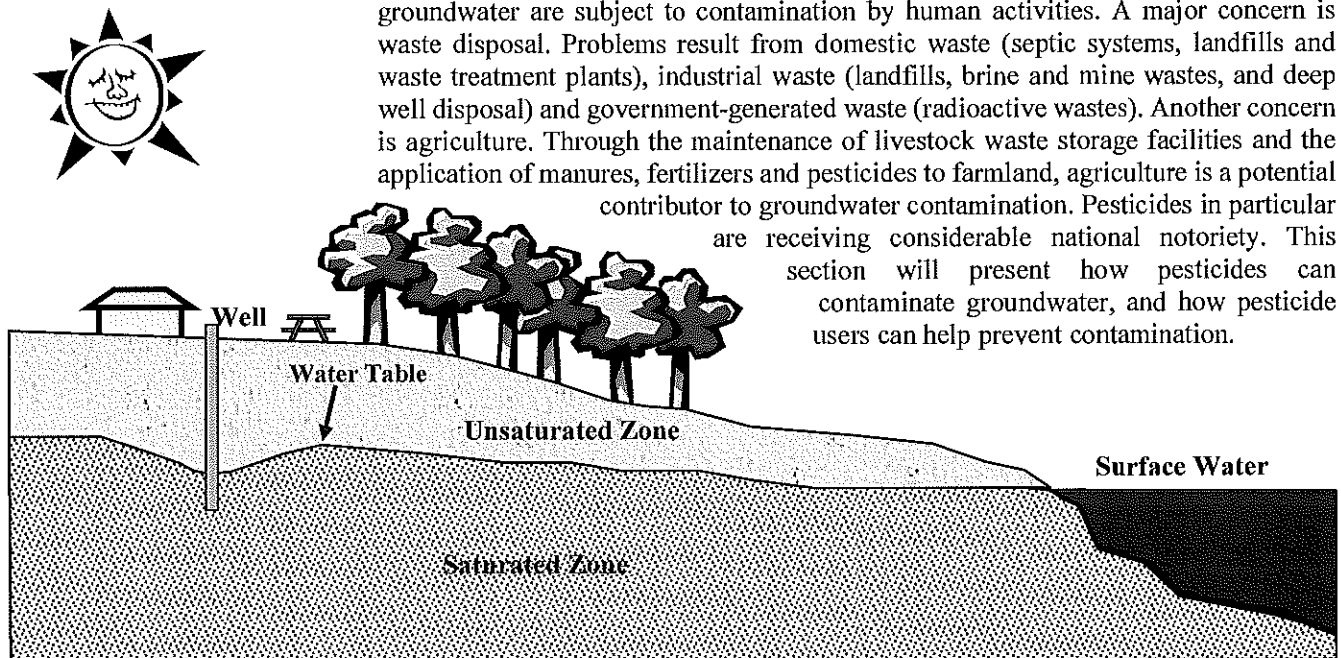 groundwater are subject to contamination by human activities. A major concern is
waste disposal. Problems result from domestic waste (septic systems, landfills and
waste treatment plants), industrial waste (landfills, brine and mine wastes, and deep
well disposal) and government-generated waste (radioactive wastes). Another concern
is agriculture. Through the maintenance of livestock waste storage facilities and the
application of manures, fertilizers and pesticides to farmland, agriculture is a potential
contributor to groundwater contamination. Pesticides in particular
are receiving considerable national notoriety. This
section will present how pesticides can
contaminate groundwater, and how pesticide
users can help prevent contamination.
Well
Water Table
Unsaturated Zone
Surface Water
Saturated Zone